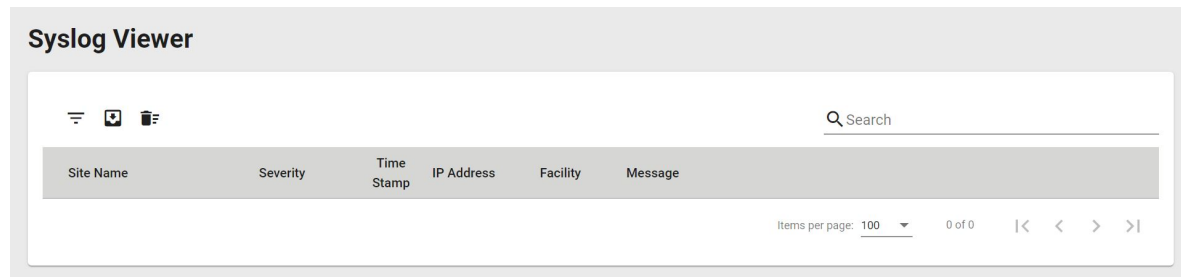 Syslog Viewer
Search
Site Name Severity Time Stamp IP Address Facility Message
Items per page: 100 0 of 0